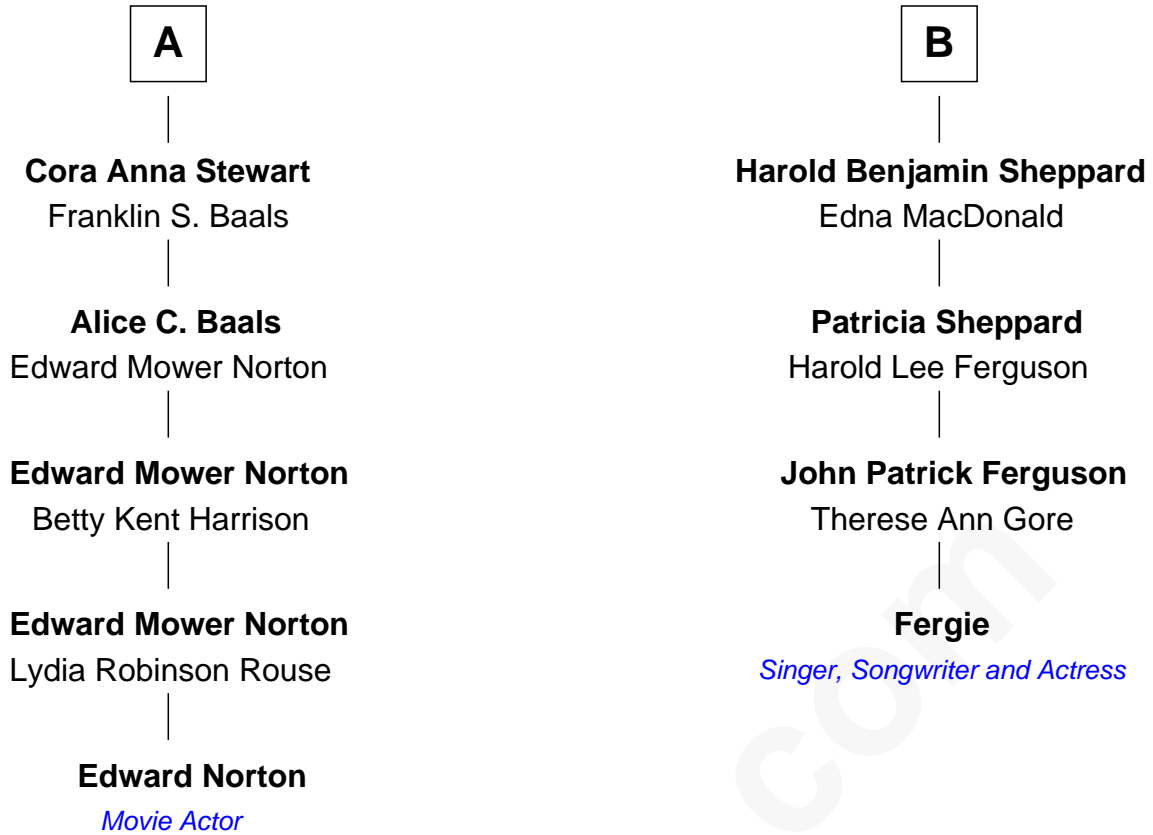 A
Cora Anna Stewart
Franklin S. Baals
Alice C. Baals
Edward Mower Norton
Edward Mower Norton
Betty Kent Harrison
Edward Mower Norton
Lydia Robinson Rouse
Edward Norton
Movie Actor
B
Harold Benjamin Sheppard
Edna MacDonald
Patricia Sheppard
Harold Lee Ferguson
John Patrick Ferguson
Therese Ann Gore
Fergie
Singer, Songwriter and Actress
com